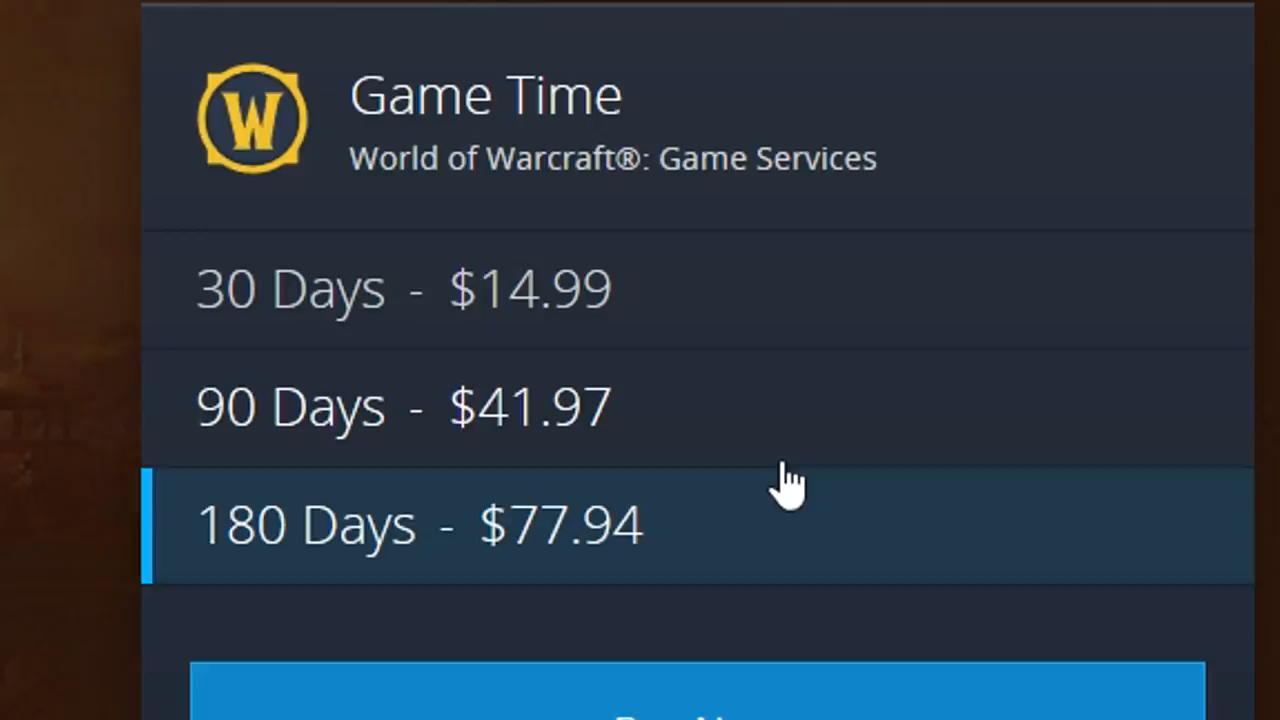 Game Time
World of Warcraft®: Game Services
30 Days - $14.99
90 Days - $41.97
180 Days - $77.94